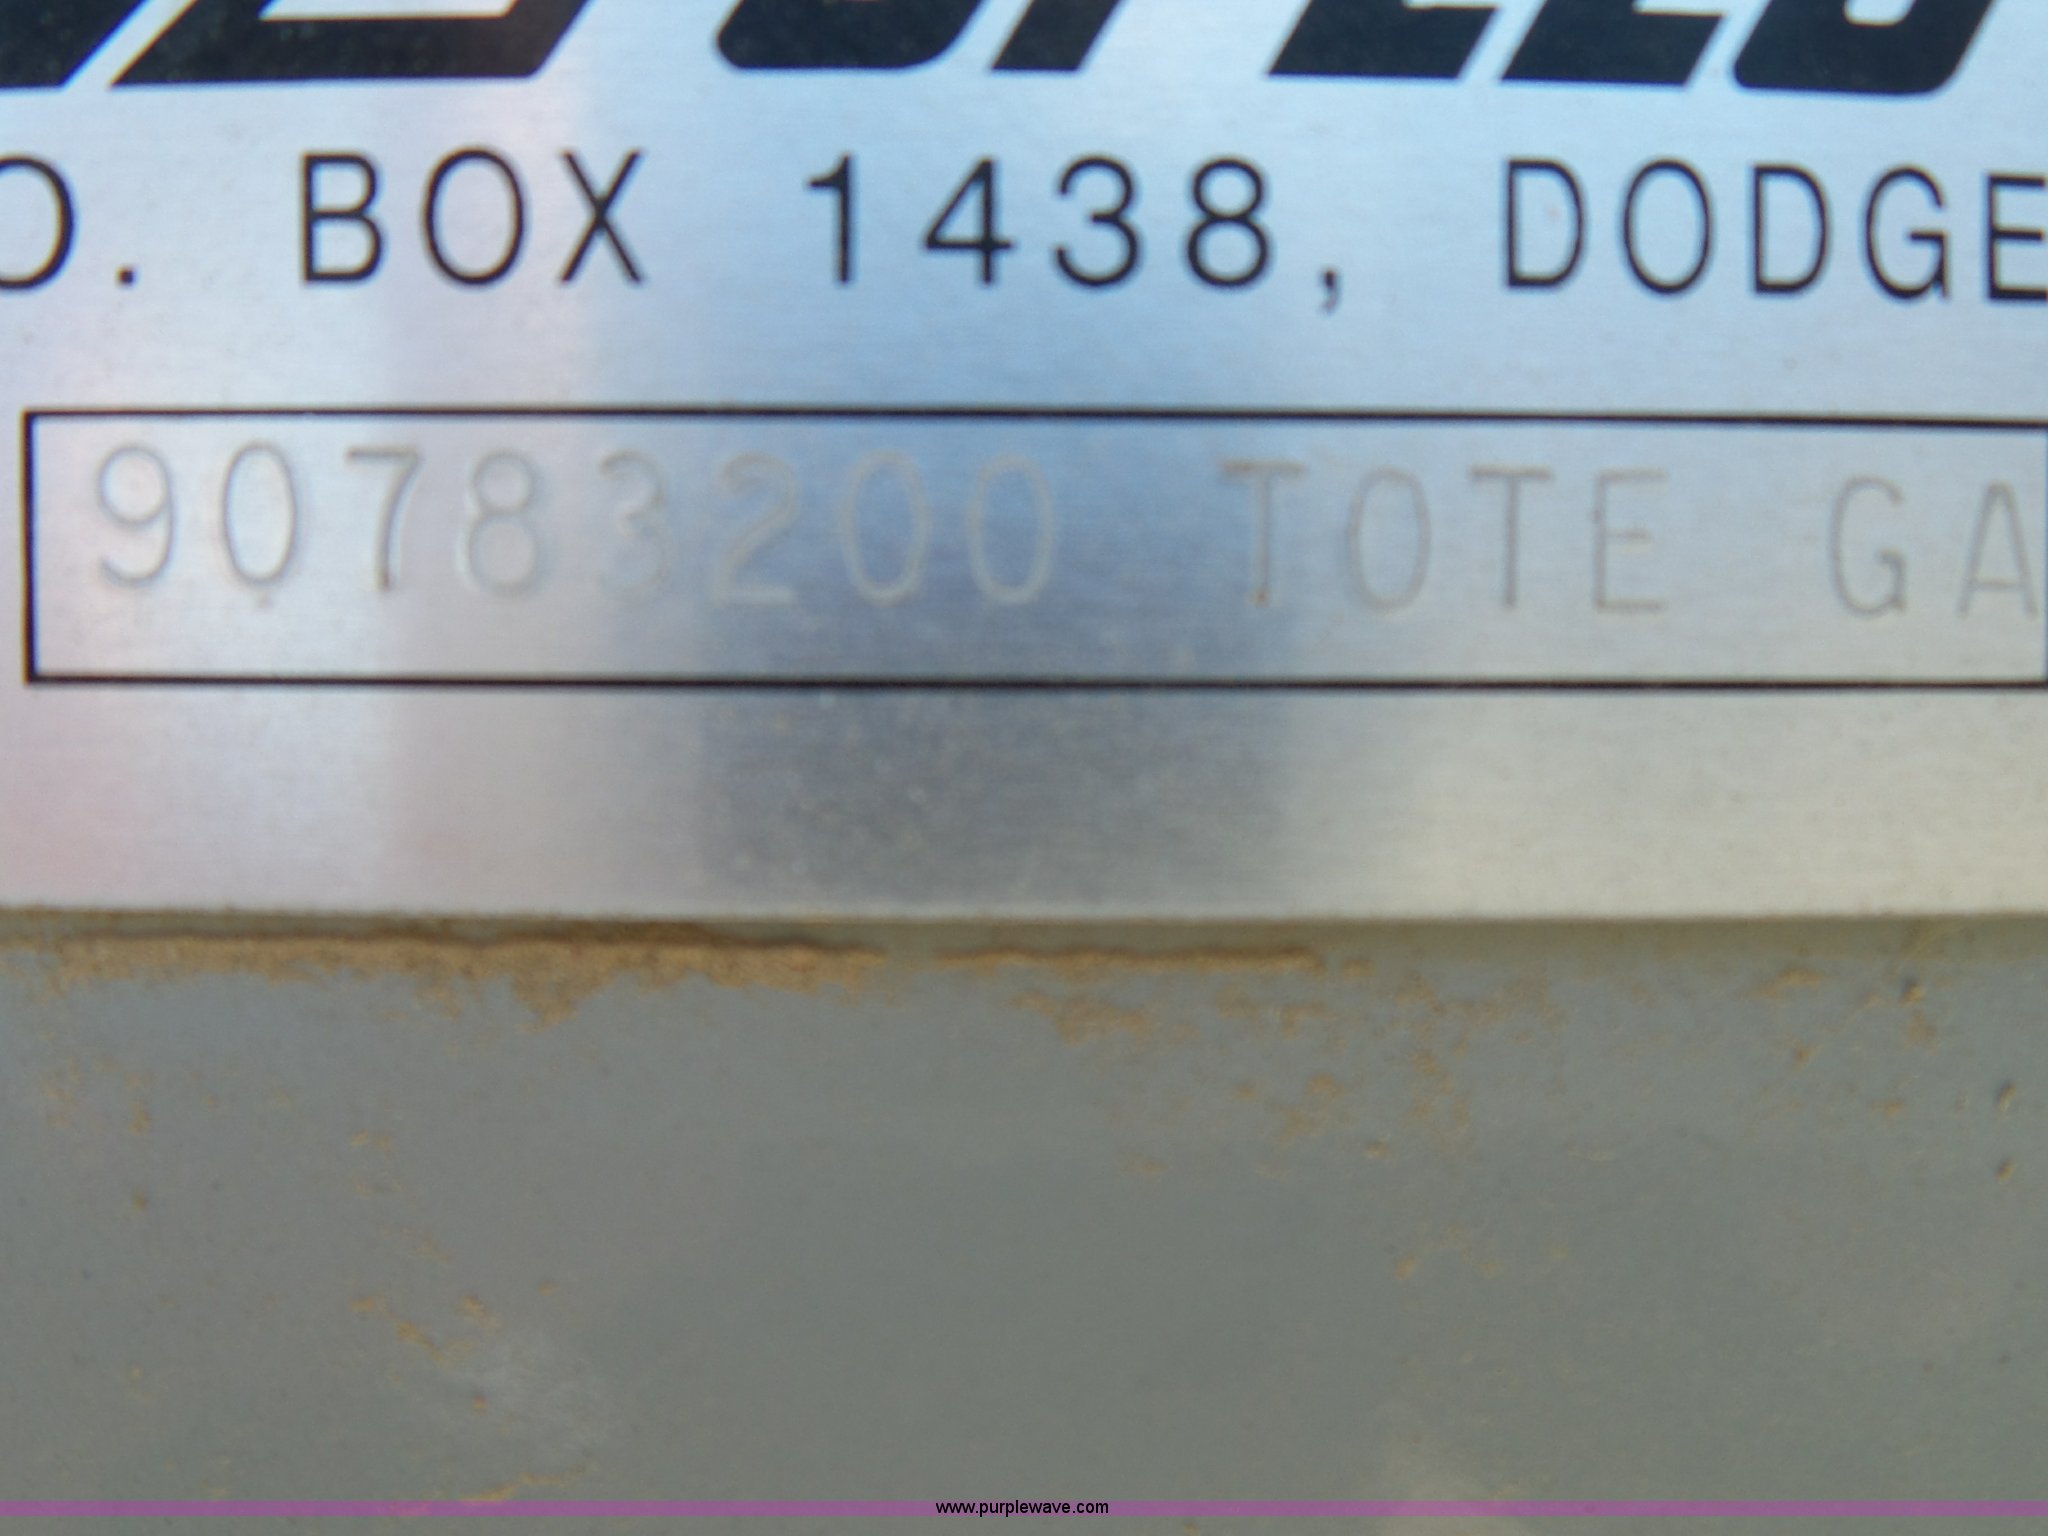 O. BOX 1438, DODGE
90783200 TOTE GA
www.purplewave.com